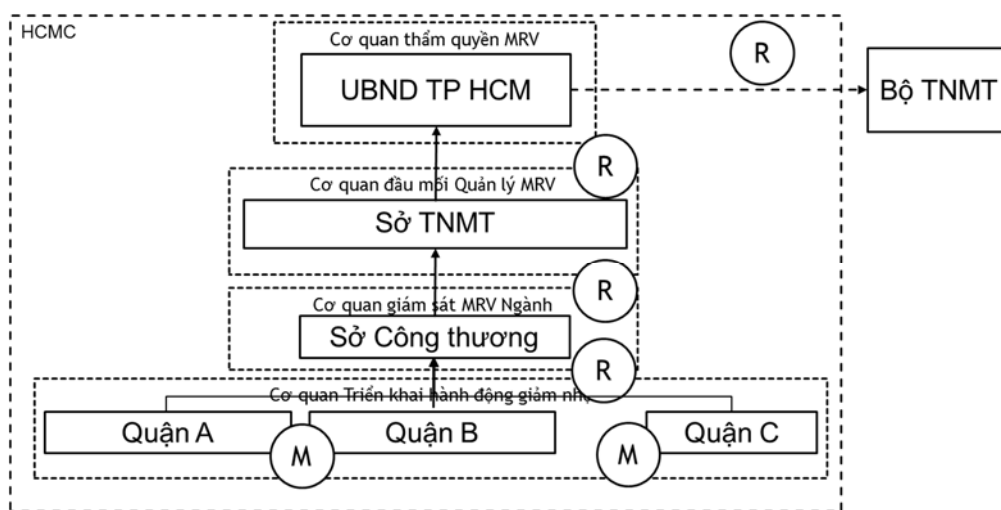 HCMC
Cơ quan thẩm quyền MRV
R
UBND TP HCM
Bộ TNMT
R
Cơ quan đầu mối Quản lý MRV
Sở TNMT
R
Cơ quan giám sát MRV Ngành
Sở Công thương
R
Cơ quan Triển khai hành động giảm
Quận A
Quận B
Quận C
M
M